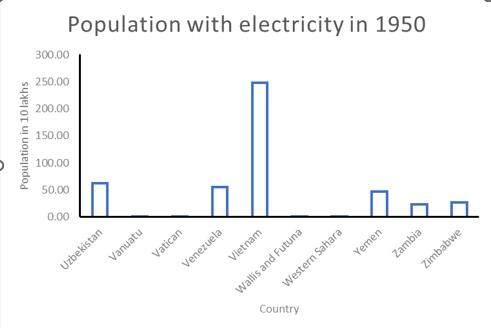 Population with electricity in 1950
Population in 10 lakhs
300.00
250.00
200.00
150.00
100.00
50.00
0.00
Uzbekistan
Vanuatu
Vatican
Venezuela
Vietnam
Wallis and Futuna
Western Sahara
Yemen
Zambia
Zimbabwe
Country